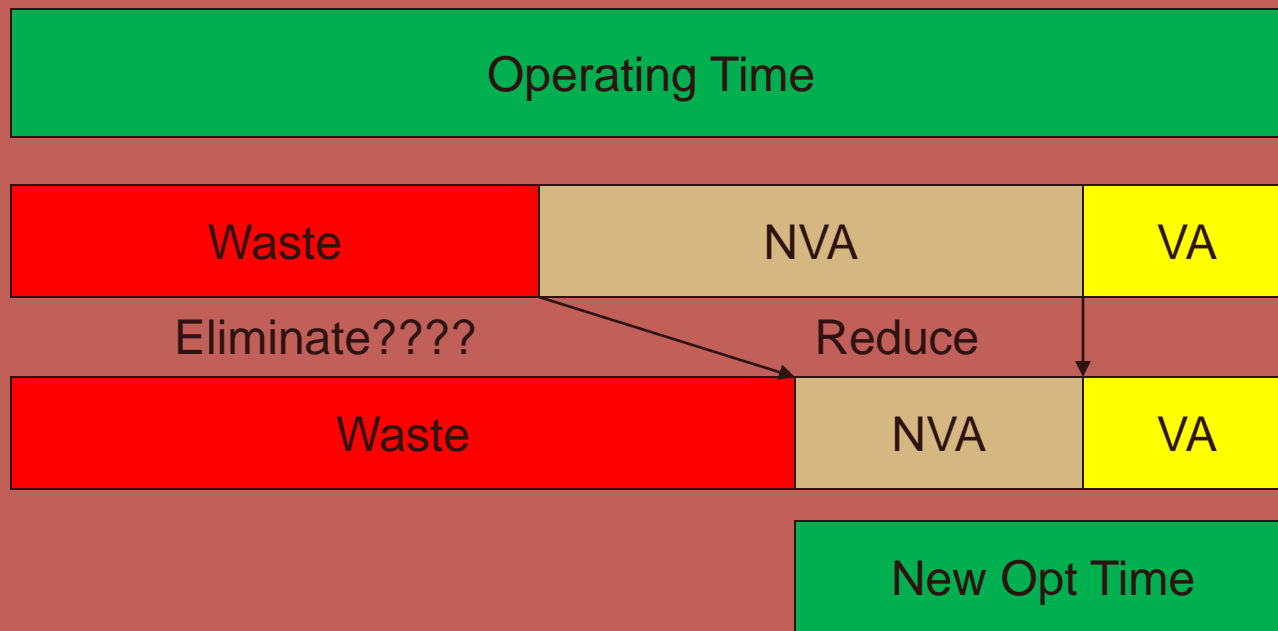 Operating Time
Waste NVA VA
Eliminate???? Reduce
Waste NVA VA
New Opt Time